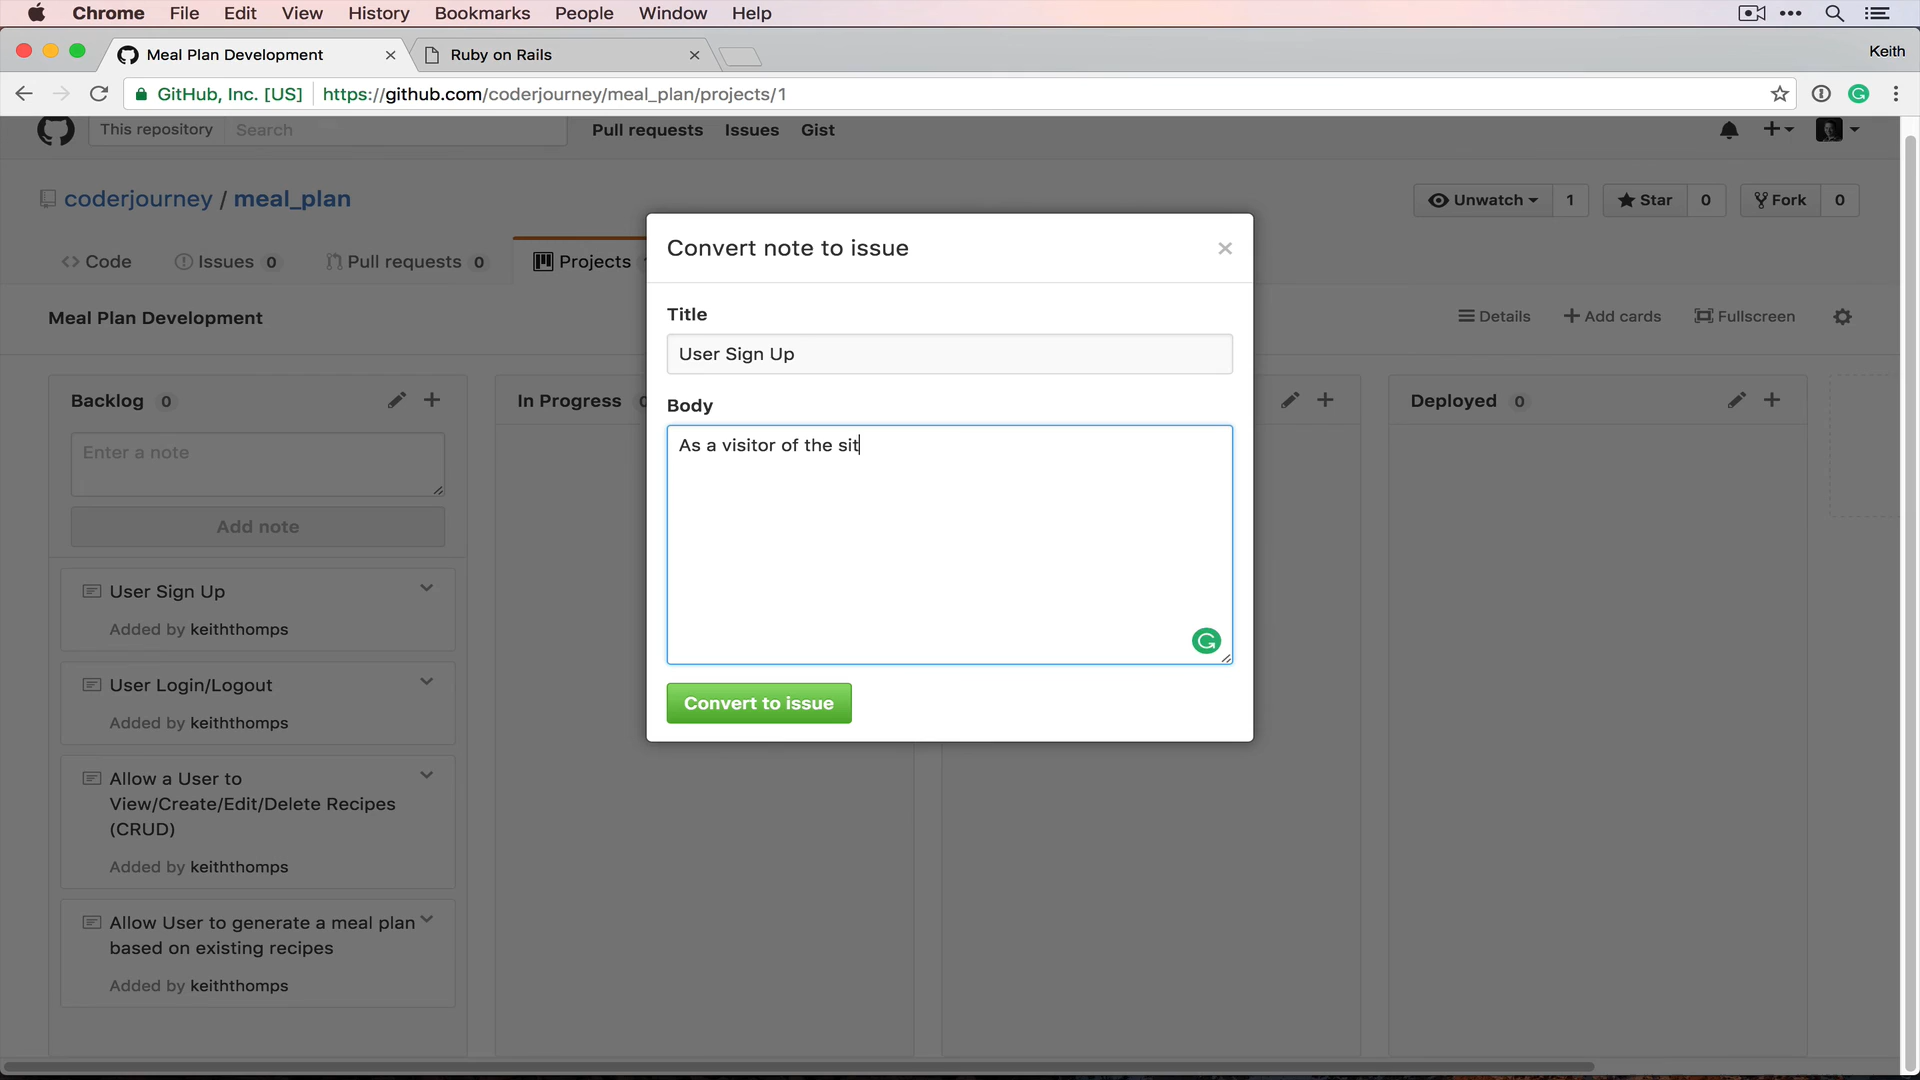 Chrome File Edit View History Bookmarks People Window Help
Meal Plan Development
Ruby on Rails
Keith
GitHub, Inc. [US] https://github.com/coderjourney/meal_plan/projects/1
This repository Search Pull requests Issues Gist
coderjourney / meal_plan
Unwatch 1 Star 0 Fork 0
Code Issues 0 Pull requests 0 Projects
Meal Plan Development
Details Add cards Fullscreen
Convert note to issue
Title
User Sign Up
Body
As a visitor of the sit
Convert to issue
Backlog 0
Enter a note
Add note
User Sign Up
Added by keiththomps
User Login/Logout
Added by keiththomps
Allow a User to
View/Create/Edit/Delete Recipes
(CRUD)
Added by keiththomps
Allow User to generate a meal plan
based on existing recipes
Added by keiththomps
In Progress
Deployed 0